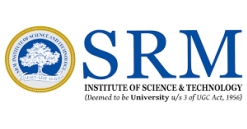 SRM
INSTITUTE OF SCIENCE & TECHNOLOGY
(Deemed to be University u/s 3 of UGC Act, 1956)